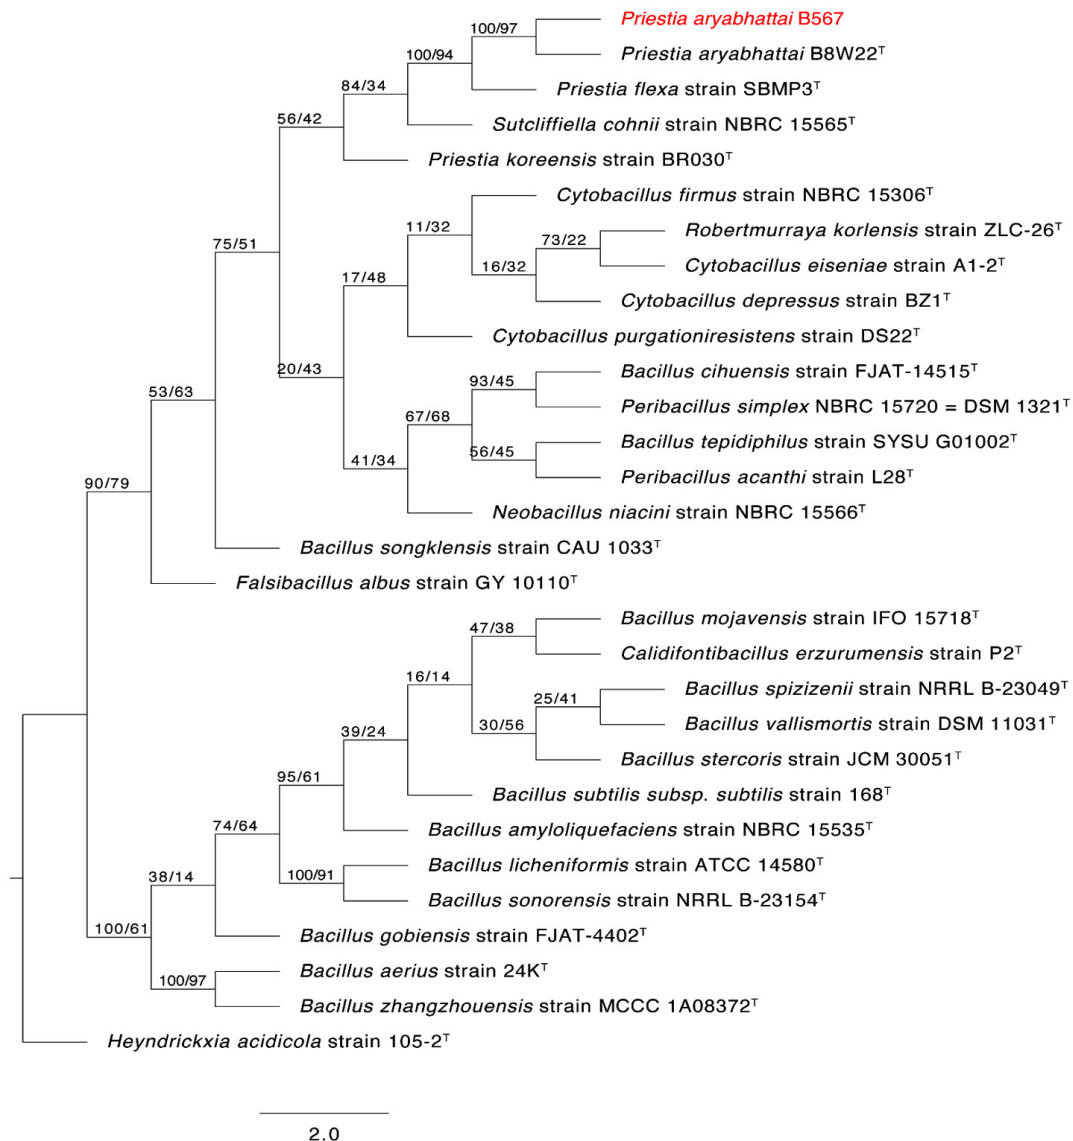 Priestia aryabhattai B567
100/97
Priestia aryabhattai B8W22ᵀ
100/94
84/34
Priestia flexa strain SBMP3ᵀ
56/42
Sutcliffiella cohnii strain NBRC 15565ᵀ
Priestia koreensis strain BR030ᵀ
Cytobacillus firmus strain NBRC 15306ᵀ
11/32
Robertmurraya korlensis strain ZLC-26ᵀ
75/51
73/22
16/32
Cytobacillus eiseniae strain A1-2ᵀ
17/48
Cytobacillus depressus strain BZ1ᵀ
Cytobacillus purgationiresistens strain DS22ᵀ
20/43
Bacillus cihuensis strain FJAT-14515ᵀ
53/63
93/45
Peribacillus simplex NBRC 15720 = DSM 1321ᵀ
67/68
Bacillus tepidiphilus strain SYSU G01002ᵀ
56/45
41/34
Peribacillus acanthi strain L28ᵀ
90/79
Neobacillus niacini strain NBRC 15566ᵀ
Bacillus songklensis strain CAU 1033ᵀ
Falsibacillus albus strain GY 10110ᵀ
Bacillus mojavensis strain IFO 15718ᵀ
47/38
Calidifontibacillus erzurumensis strain P2ᵀ
16/14
Bacillus spizizenii strain NRRL B-23049ᵀ
25/41
39/24
30/56
Bacillus vallismortis strain DSM 11031ᵀ
Bacillus stercoris strain JCM 30051ᵀ
95/61
Bacillus subtilis subsp. subtilis strain 168ᵀ
74/64
Bacillus amyloliquefaciens strain NBRC 15535ᵀ
Bacillus licheniformis strain ATCC 14580ᵀ
38/14
100/91
Bacillus sonorensis strain NRRL B-23154ᵀ
100/61
Bacillus gobiensis strain FJAT-4402ᵀ
Bacillus aerius strain 24Kᵀ
100/97
Bacillus zhangzhouensis strain MCCC 1A08372ᵀ
Heyndrickxia acidicola strain 105-2ᵀ
2.0